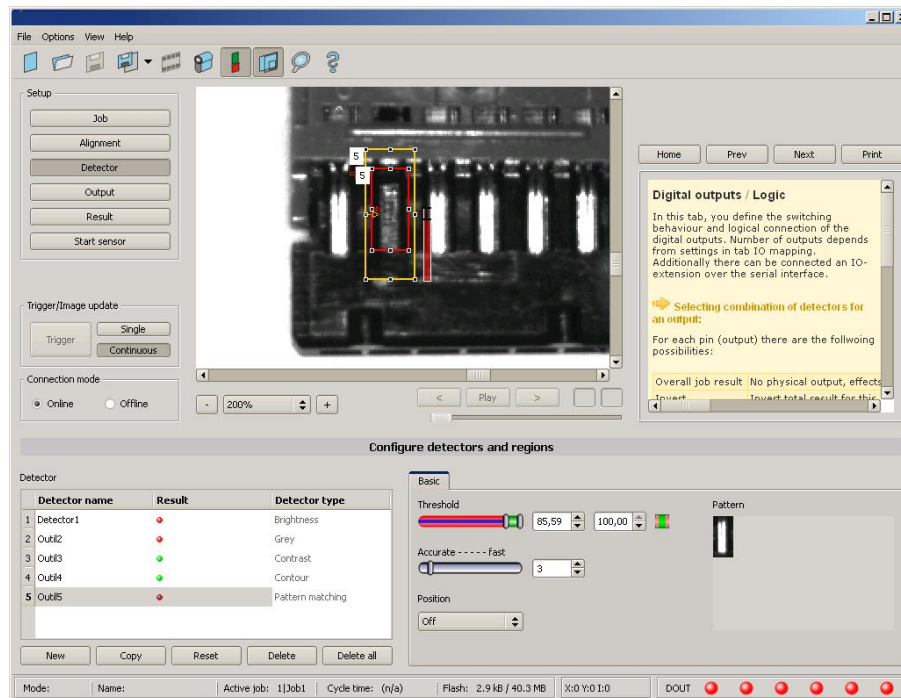 File Options View Help
Setup
Job
Alignment
Detector
Output
Result
Start sensor
Trigger/Image update
Trigger
Single
Continuous
Connection mode
Online Offline
5
5
- 200% +
< Play >
Home Prev Next Print
Digital outputs / Logic
In this tab, you define the switching
behaviour and logical connection of the
digital outputs. Number of outputs depends
from settings in tab IO mapping.
Additionally there can be connected an IO-
extension over the serial interface.
Selecting combination of detectors for
an output:
For each pin (output) there are the follwoing
possibilities:
Overall job result No physical output, effects
Invert Invert total result for this
Configure detectors and regions
Detector
Detector name Result Detector type
1 Detector1 Brightness
2 Outil2 Grey
3 Outil3 Contrast
4 Outil4 Contour
5 Outil5 Pattern matching
New Copy Reset Delete Delete all
Basic
Threshold
85,59 100,00
Accurate - - - - - fast
3
Position
Off
Pattern
Mode: Name: Active job: 1|Job1 Cycle time: (n/a) Flash: 2.9 kB / 40.3 MB X:0 Y:0 I:0 DOUT